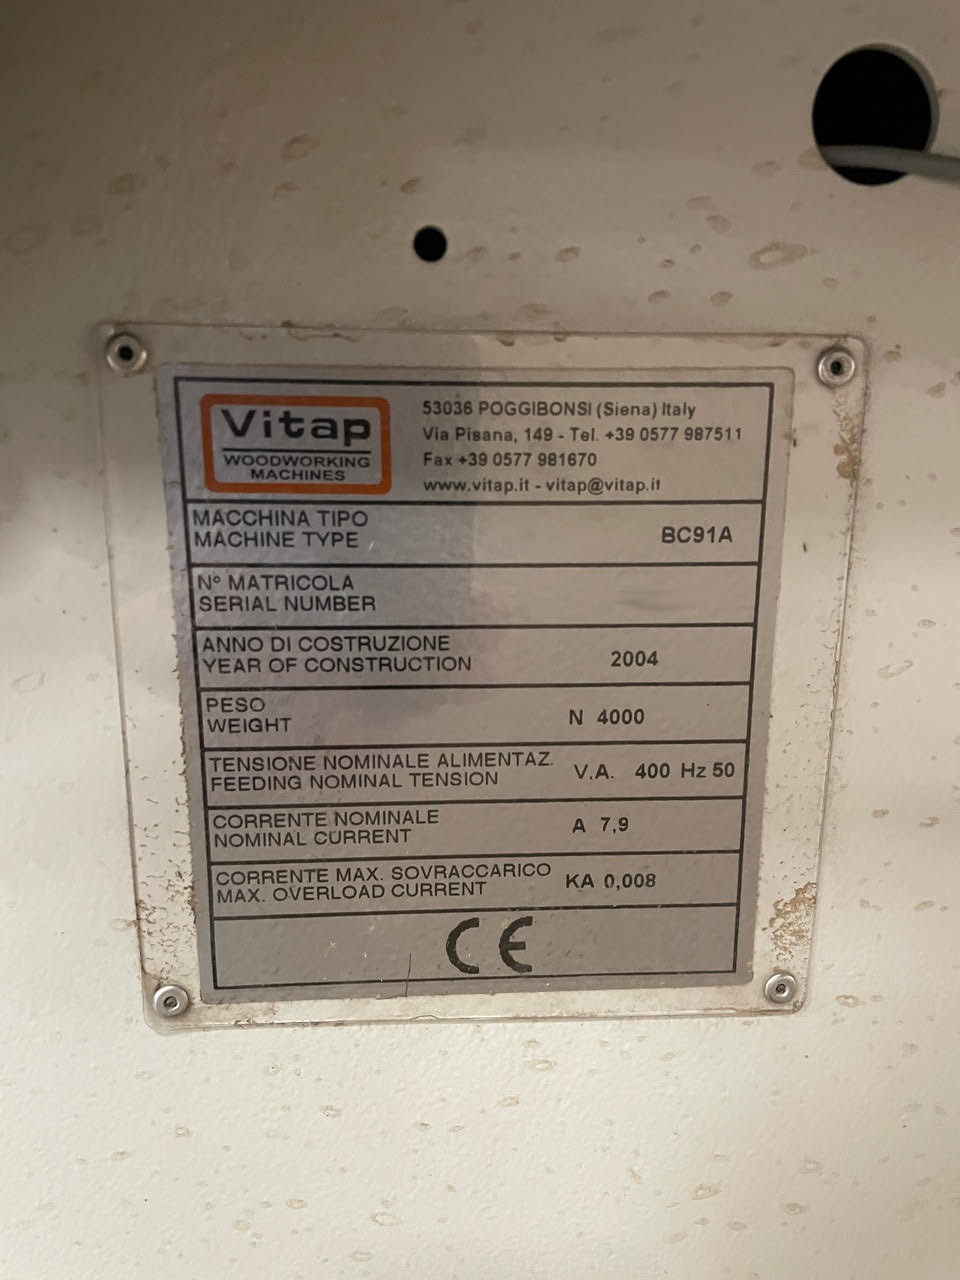 Vitap
WOODWORKING
MACHINES
53036 POGGIBONSI (Siena) Italy
Via Pisana, 149 - Tel. +39 0577 987511
Fax +39 0577 981670
www.vitap.it - vitap@vitap.it
MACCHINA TIPO
MACHINE TYPE
BC91A
N° MATRICOLA
SERIAL NUMBER
ANNO DI COSTRUZIONE
YEAR OF CONSTRUCTION
2004
PESO
WEIGHT
N 4000
TENSIONE NOMINALE ALIMENTAZ.
FEEDING NOMINAL TENSION
V.A. 400 Hz 50
CORRENTE NOMINALE
NOMINAL CURRENT
A 7,9
CORRENTE MAX. SOVRACCARICO
MAX. OVERLOAD CURRENT
KA 0,008
CE